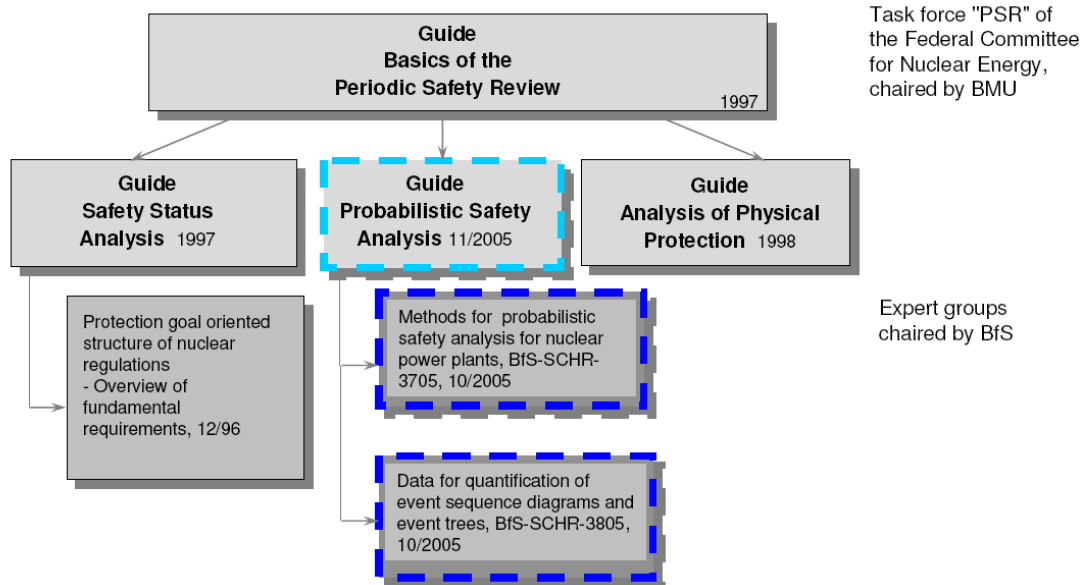 Guide
Basics of the
Periodic Safety Review
1997
Task force "PSR" of
the Federal Committee
for Nuclear Energy,
chaired by BMU
Guide
Safety Status
Analysis 1997
Guide
Probabilistic Safety
Analysis 11/2005
Guide
Analysis of Physical
Protection 1998
Protection goal oriented
structure of nuclear
regulations
- Overview of
fundamental
requirements, 12/96
Methods for probabilistic
safety analysis for nuclear
power plants, BfS-SCHR-
3705, 10/2005
Expert groups
chaired by BfS
Data for quantification of
event sequence diagrams and
event trees, BfS-SCHR-3805,
10/2005